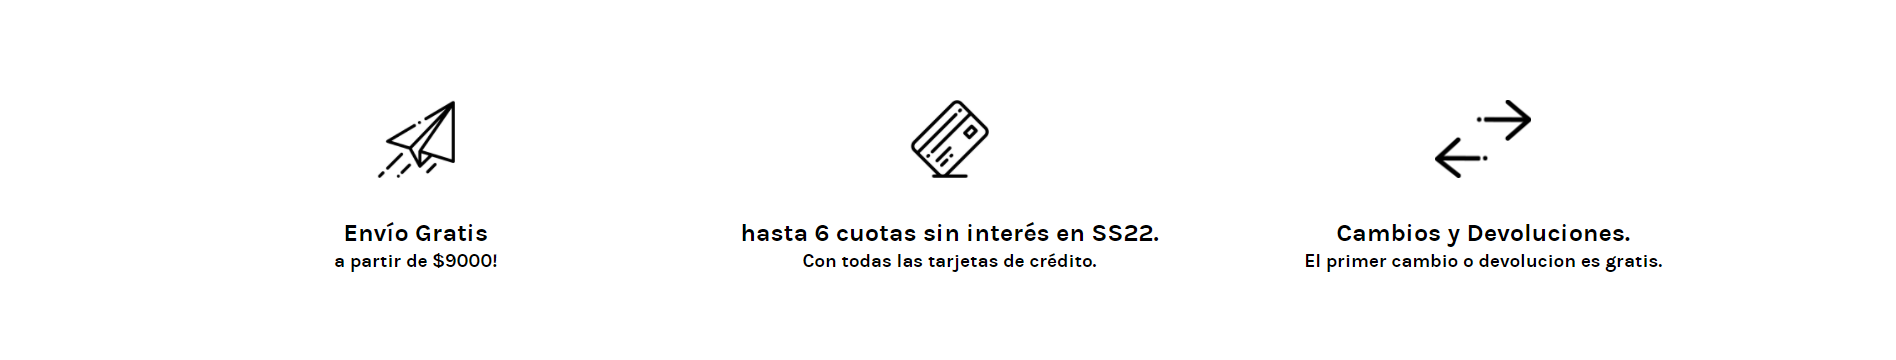 Envío Gratis
a partir de $9000!
hasta 6 cuotas sin interés en SS22.
Con todas las tarjetas de crédito.
Cambios y Devoluciones.
El primer cambio o devolucion es gratis.